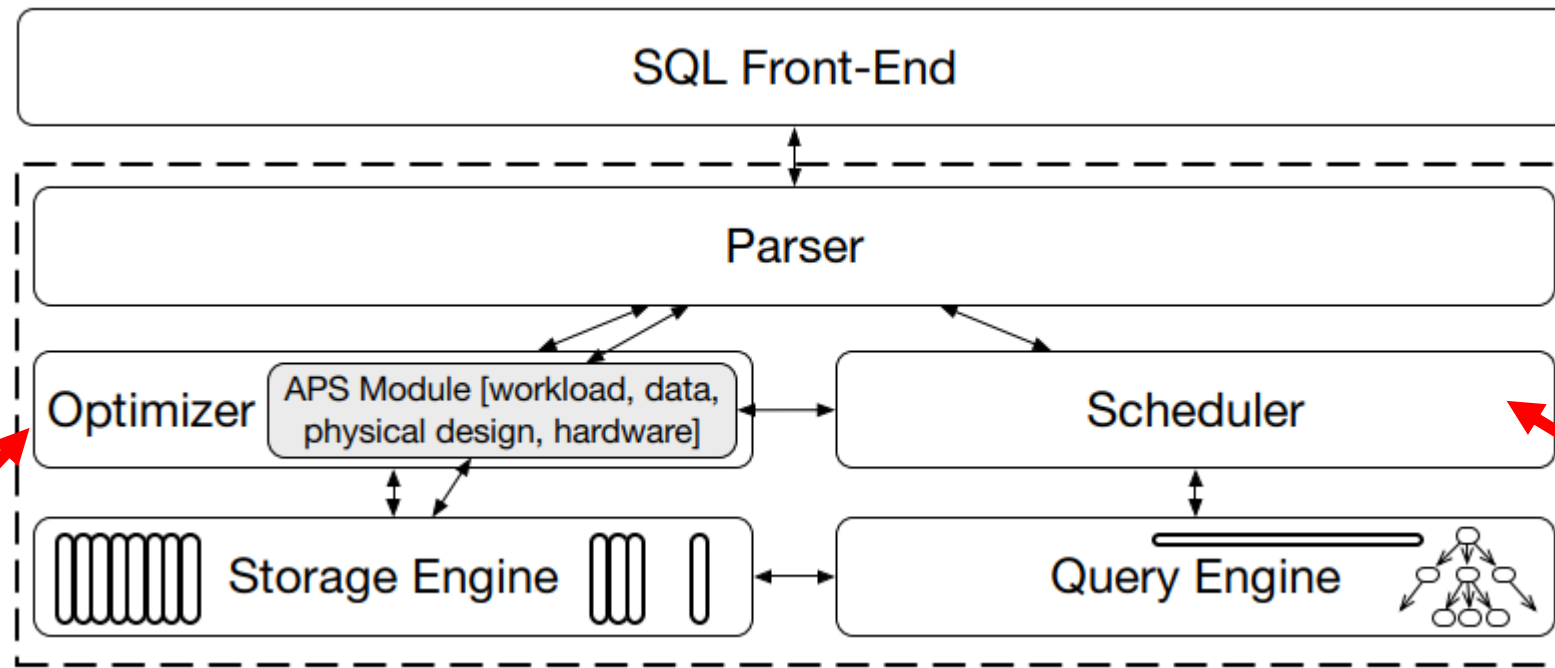 SQL Front-End
Parser
Optimizer
APS Module [workload, data,
physical design, hardware]
Scheduler
Storage Engine
Query Engine